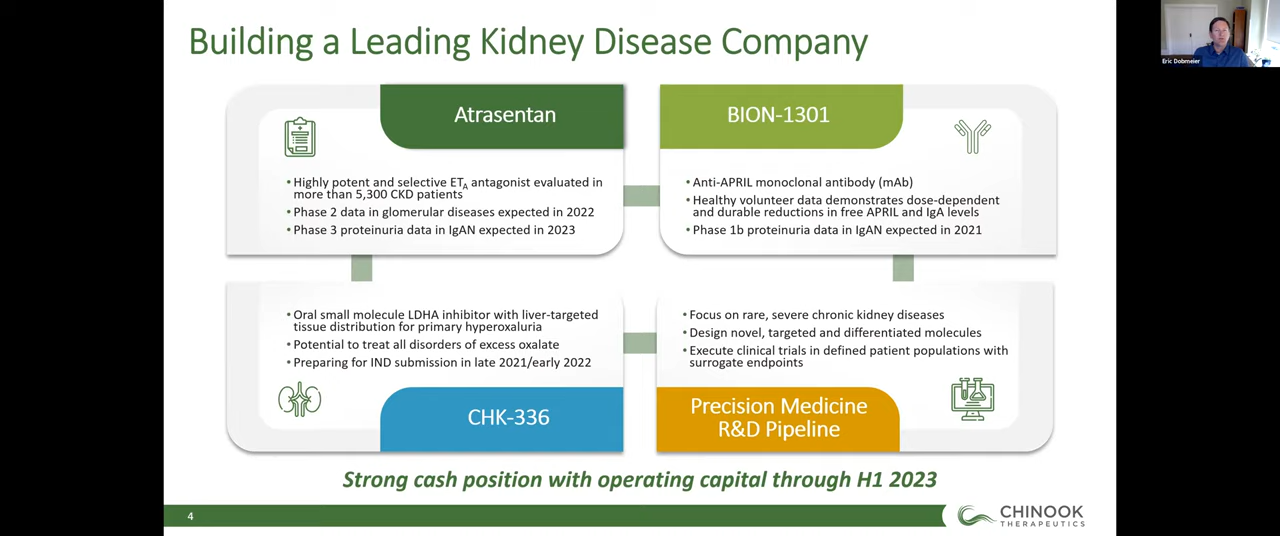 Building a Leading Kidney Disease Company
Eric Dobmeier
Atrasentan
• Highly potent and selective ETA antagonist evaluated in
more than 5,300 CKD patients
• Phase 2 data in glomerular diseases expected in 2022
• Phase 3 proteinuria data in IgAN expected in 2023
BION-1301
• Anti-APRIL monoclonal antibody (mAb)
• Healthy volunteer data demonstrates dose-dependent
and durable reductions in free APRIL and IgA levels
• Phase 1b proteinuria data in IgAN expected in 2021
• Oral small molecule LDHA inhibitor with liver-targeted
tissue distribution for primary hyperoxaluria
• Potential to treat all disorders of excess oxalate
• Preparing for IND submission in late 2021/early 2022
CHK-336
• Focus on rare, severe chronic kidney diseases
• Design novel, targeted and differentiated molecules
• Execute clinical trials in defined patient populations with
surrogate endpoints
Precision Medicine
R&D Pipeline
Strong cash position with operating capital through H1 2023
4
CHINOOK
THERAPEUTICS